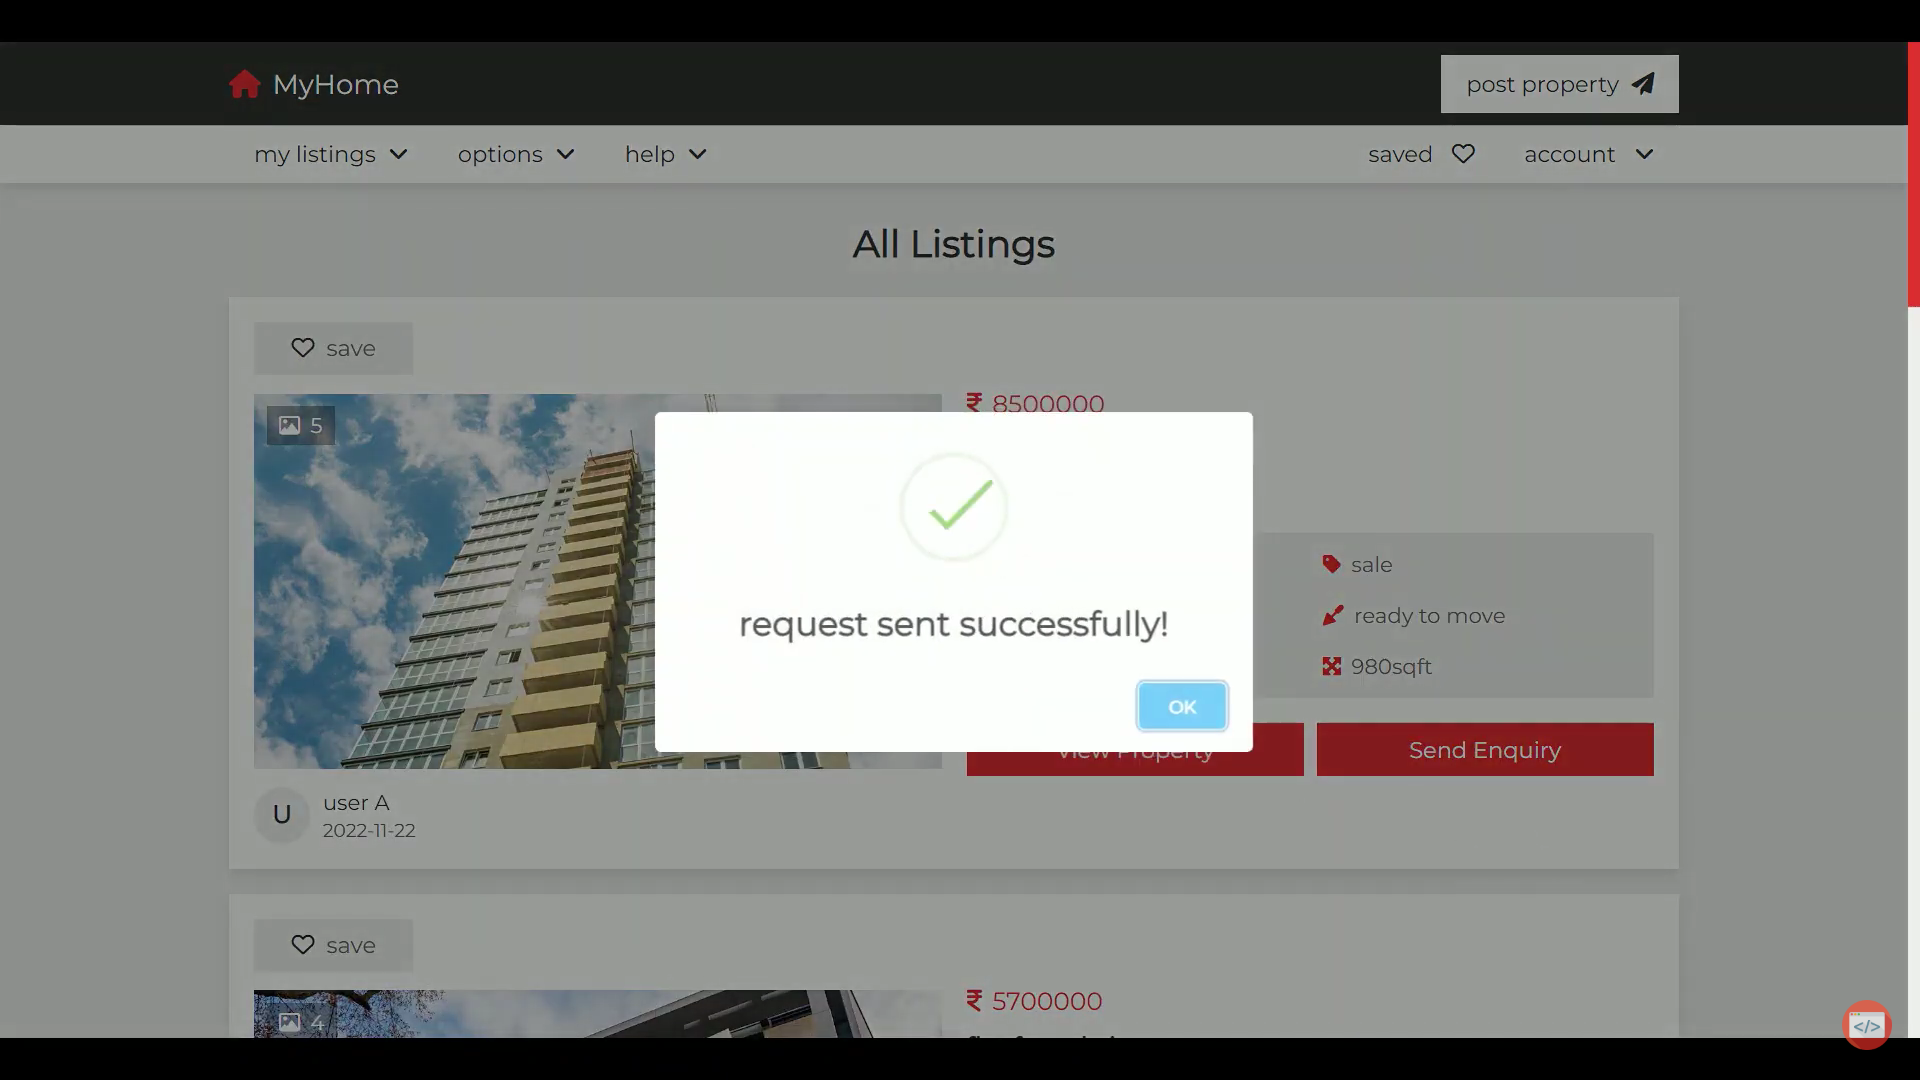 MyHome
post property
my listings
options
help
saved
account
All Listings
save
5
₹ 8500000
request sent successfully!
OK
sale
ready to move
980sqft
View Property
Send Enquiry
U
user A
2022-11-22
save
4
₹ 5700000